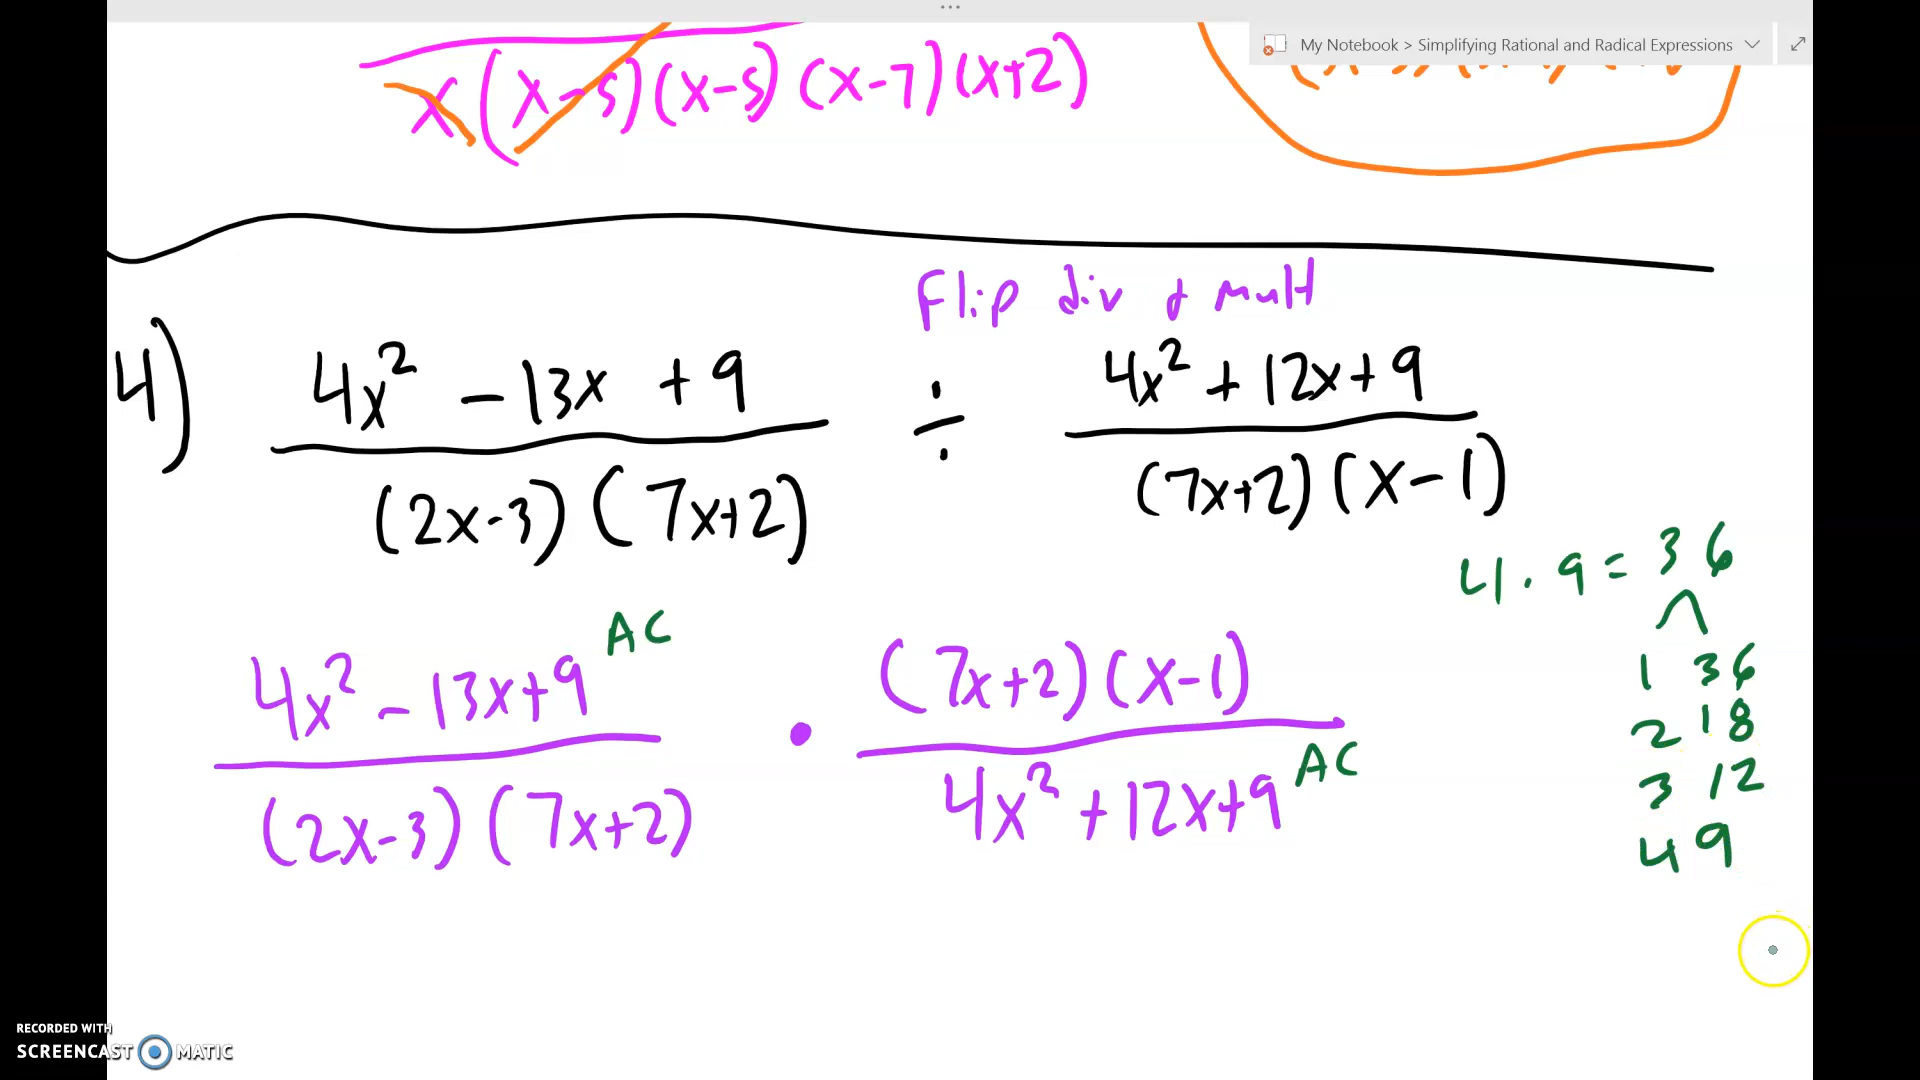 My Notebook > Simplifying Rational and Radical Expressions
x(x-5)(x-5)(x-7)(x+2)
Flip div & mult
4) 4x² - 13x + 9 ÷ 4x² + 12x + 9
(2x-3)(7x+2) (7x+2)(x-1)
4 · 9 = 36
AC
4x² - 13x + 9 · (7x+2)(x-1)
(2x-3)(7x+2) 4x² + 12x + 9 AC
1 36
2 18
3 12
4 9
RECORDED WITH
SCREENCAST MATIC